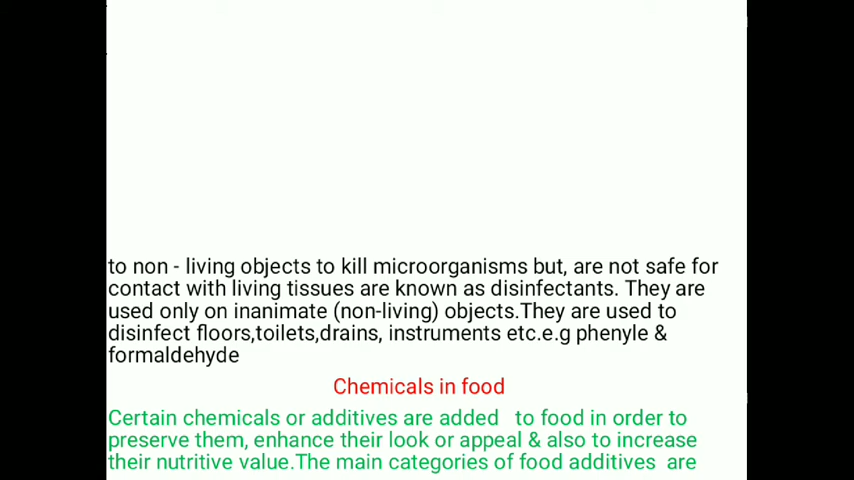 to non - living objects to kill microorganisms but, are not safe for
contact with living tissues are known as disinfectants. They are
used only on inanimate (non-living) objects.They are used to
disinfect floors,toilets,drains, instruments etc.e.g phenyle &
formaldehyde
Chemicals in food
Certain chemicals or additives are added to food in order to
preserve them, enhance their look or appeal & also to increase
their nutritive value.The main categories of food additives are